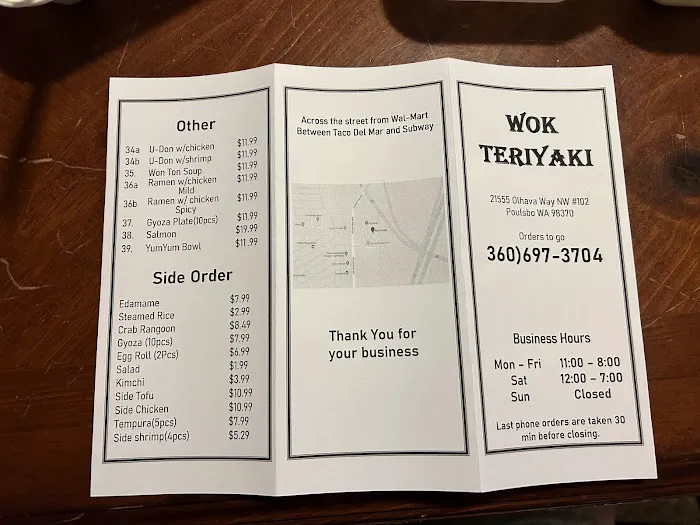 Other
34a U-Don w/chicken $11.99
34b U-Don w/shrimp $11.99
35. Won Ton Soup $11.99
36a Ramen w/chicken $11.99
Mild
36b Ramen w/ chicken $11.99
Spicy
37. Gyoza Plate(10pcs) $11.99
38. Salmon $19.99
39. YumYum Bowl $11.99
Side Order
Edamame $7.99
Steamed Rice $2.99
Crab Rangoon $8.49
Gyoza (10pcs) $7.99
Egg Roll (2Pcs) $6.99
Salad $1.99
Kimchi $3.99
Side Tofu $10.99
Side Chicken $10.99
Tempura(5pcs) $7.99
Side shrimp(4pcs) $5.29
Across the street from Wal-Mart
Between Taco Del Mar and Subway
Thank You for
your business
WOK
TERIYAKI
21555 Olhava Way NW #102
Poulsbo WA 98370
Orders to go
360)697-3704
Business Hours
Mon – Fri 11:00 – 8:00
Sat 12:00 – 7:00
Sun Closed
Last phone orders are taken 30
min before closing.